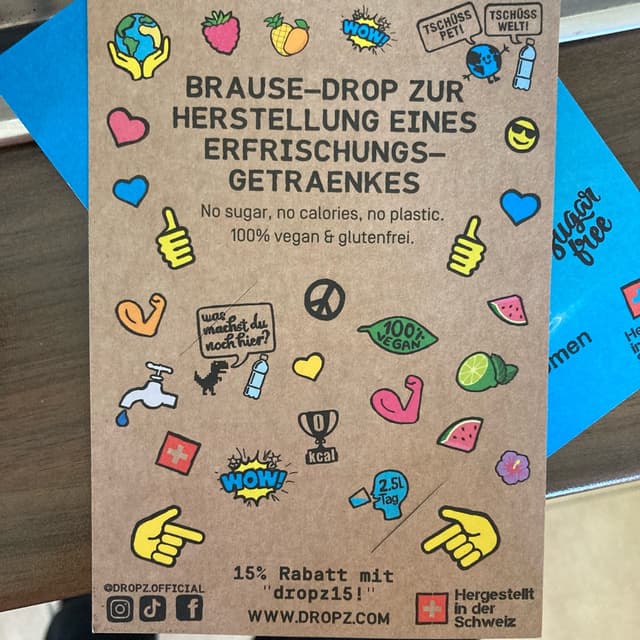 WOW!
TSCHÜSS
PET!
TSCHÜSS
WELT!
BRAUSE–DROP ZUR
HERSTELLUNG EINES
ERFRISCHUNGS–
GETRAENKES
No sugar, no calories, no plastic.
100% vegan & glutenfrei.
sugar
free
was
machst du
noch hier?
100%
VEGAN
0
kcal
WOW!
2.5L
Tag
15% Rabatt mit
"dropz15!"
@DROPZ.OFFICIAL
WWW.DROPZ.COM
Hergestellt
in der
Schweiz